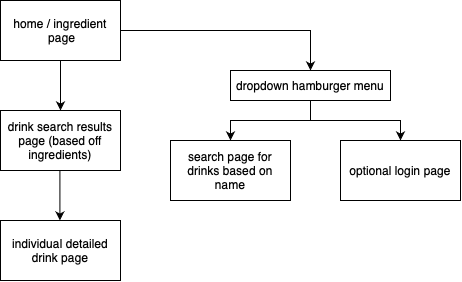 home / ingredient
page
dropdown hamburger menu
drink search results
page (based off
ingredients)
search page for
drinks based on
name
optional login page
individual detailed
drink page